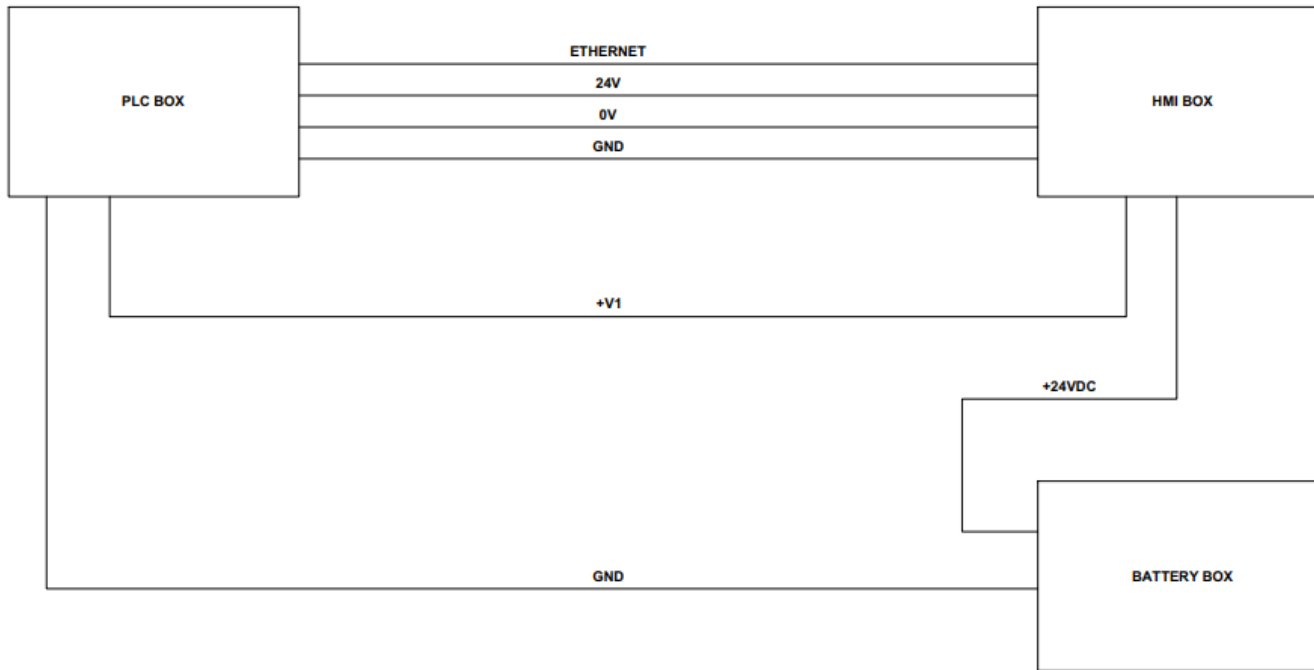 ETHERNET
24V
PLC BOX
HMI BOX
0V
GND
+V1
+24VDC
GND
BATTERY BOX